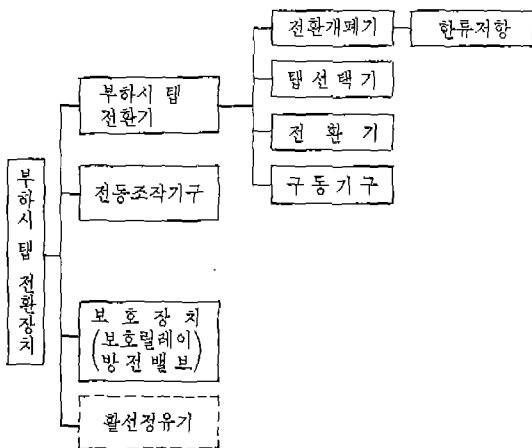 부하시 탭 전환장치
부하시 탭
전환기
전환개폐기
한류저항
탭선택기
전환기
구동기구
전동조작기구
보호장치
(보호릴레이
방전밸브)
활선정유기